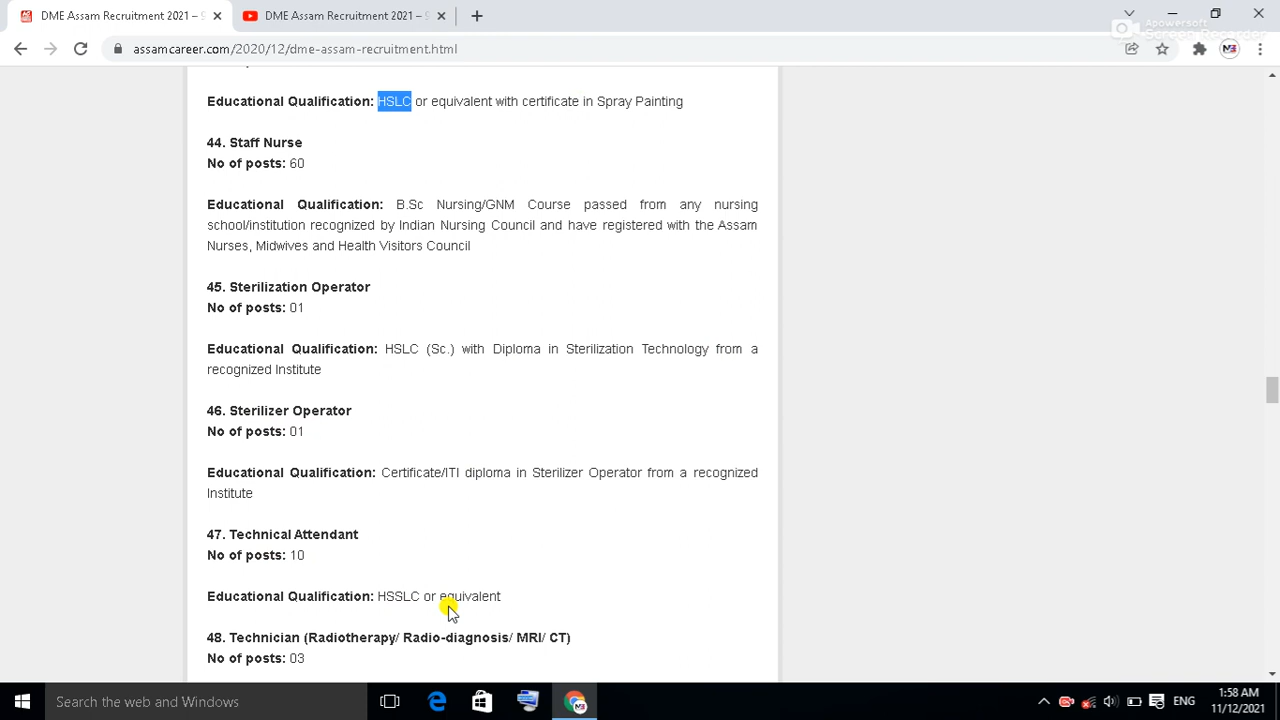 DME Assam Recruitment 2021 – 9
DME Assam Recruitment 2021 – 9
Apowersoft
Screen Recorder
assamcareer.com/2020/12/dme-assam-recruitment.html
Educational Qualification: HSLC or equivalent with certificate in Spray Painting
44. Staff Nurse
No of posts: 60
Educational Qualification: B.Sc Nursing/GNM Course passed from any nursing
school/institution recognized by Indian Nursing Council and have registered with the Assam
Nurses, Midwives and Health Visitors Council
45. Sterilization Operator
No of posts: 01
Educational Qualification: HSLC (Sc.) with Diploma in Sterilization Technology from a
recognized Institute
46. Sterilizer Operator
No of posts: 01
Educational Qualification: Certificate/ITI diploma in Sterilizer Operator from a recognized
Institute
47. Technical Attendant
No of posts: 10
Educational Qualification: HSSLC or equivalent
48. Technician (Radiotherapy/ Radio-diagnosis/ MRI/ CT)
No of posts: 03
Search the web and Windows
ENG
1:58 AM
11/12/2021